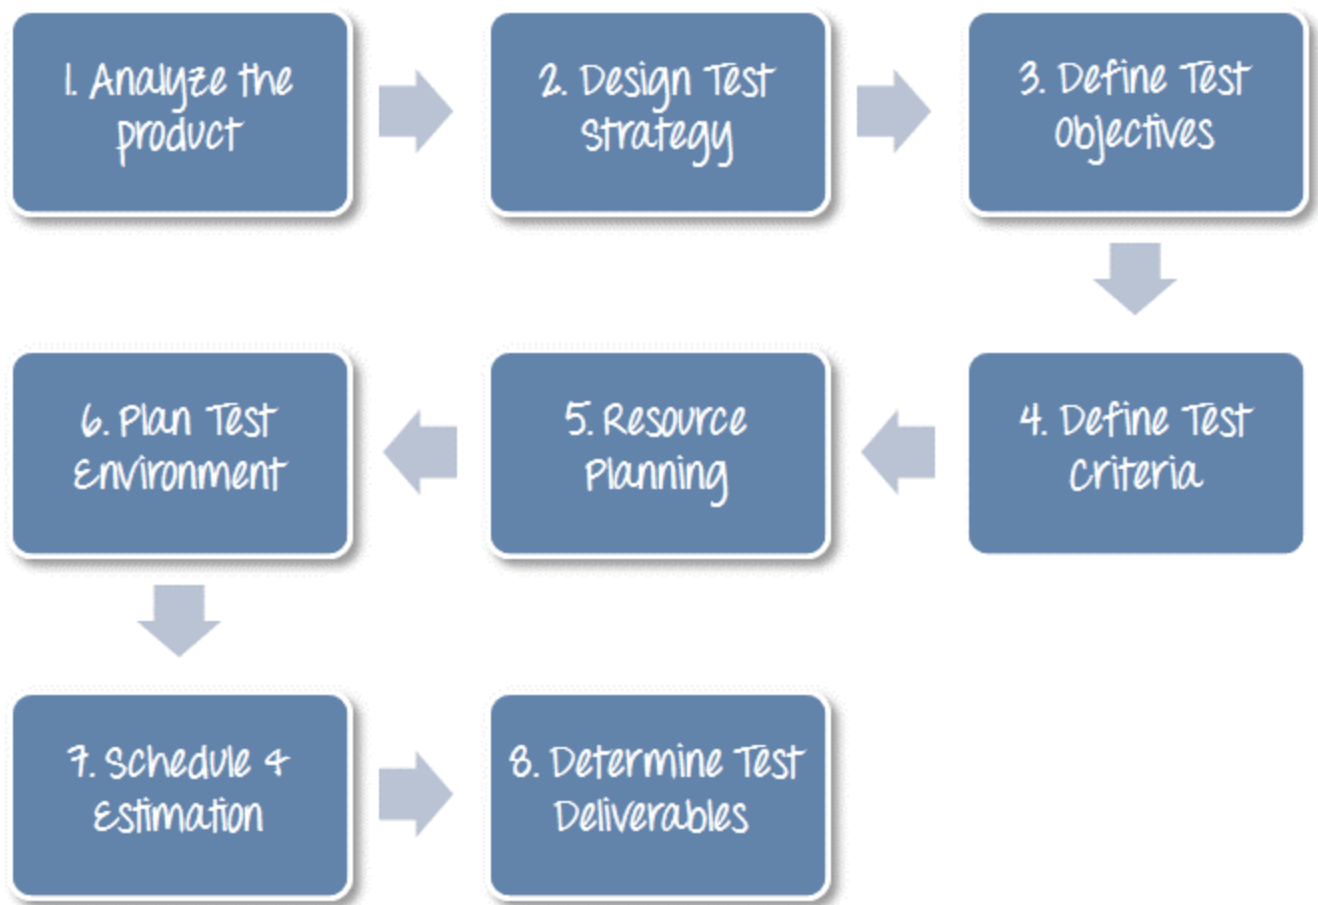 1. Analyze the
product
2. Design Test
Strategy
3. Define Test
Objectives
4. Define Test
Criteria
5. Resource
Planning
6. Plan Test
Environment
7. Schedule &
Estimation
8. Determine Test
Deliverables